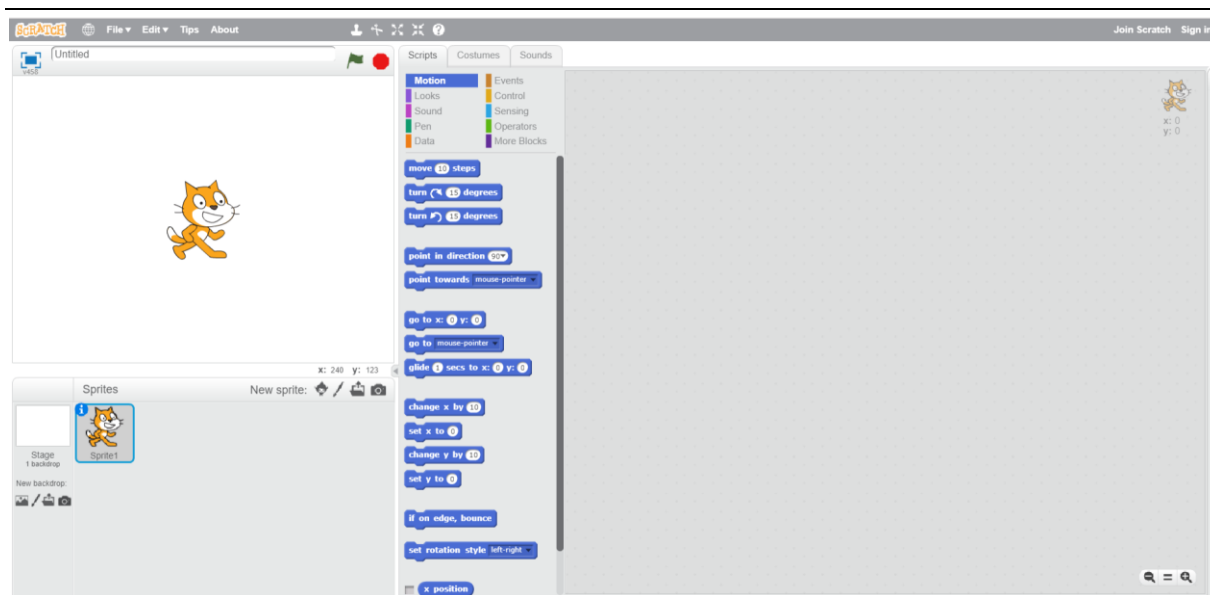 SCRATCH File Edit Tips About Join Scratch Sign in
Untitled
v458
x: 240 y: 123
Sprites New sprite:
Sprite1
Stage
1 backdrop
New backdrop:
Scripts Costumes Sounds
Motion Events
Looks Control
Sound Sensing
Pen Operators
Data More Blocks
move 10 steps
turn 15 degrees
turn 15 degrees
point in direction 90
point towards mouse-pointer
go to x: 0 y: 0
go to mouse-pointer
glide 1 secs to x: 0 y: 0
change x by 10
set x to 0
change y by 10
set y to 0
if on edge, bounce
set rotation style left-right
x position
x: 0
y: 0